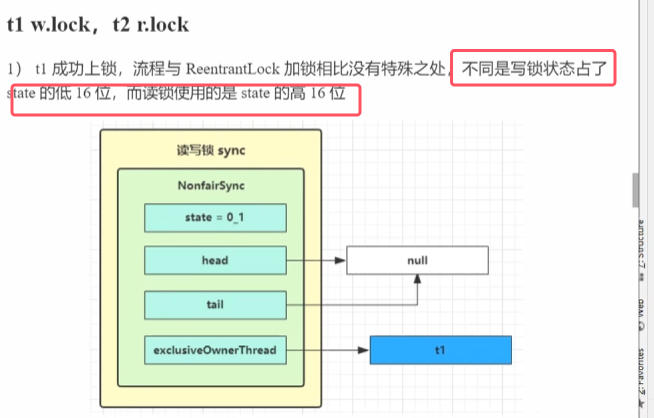 t1 w.lock，t2 r.lock
1） t1 成功上锁，流程与 ReentrantLock 加锁相比没有特殊之处，不同是写锁状态占了
state 的低 16 位，而读锁使用的是 state 的高 16 位
读写锁 sync
NonfairSync
state = 0_1
head
null
tail
exclusiveOwnerThread
t1